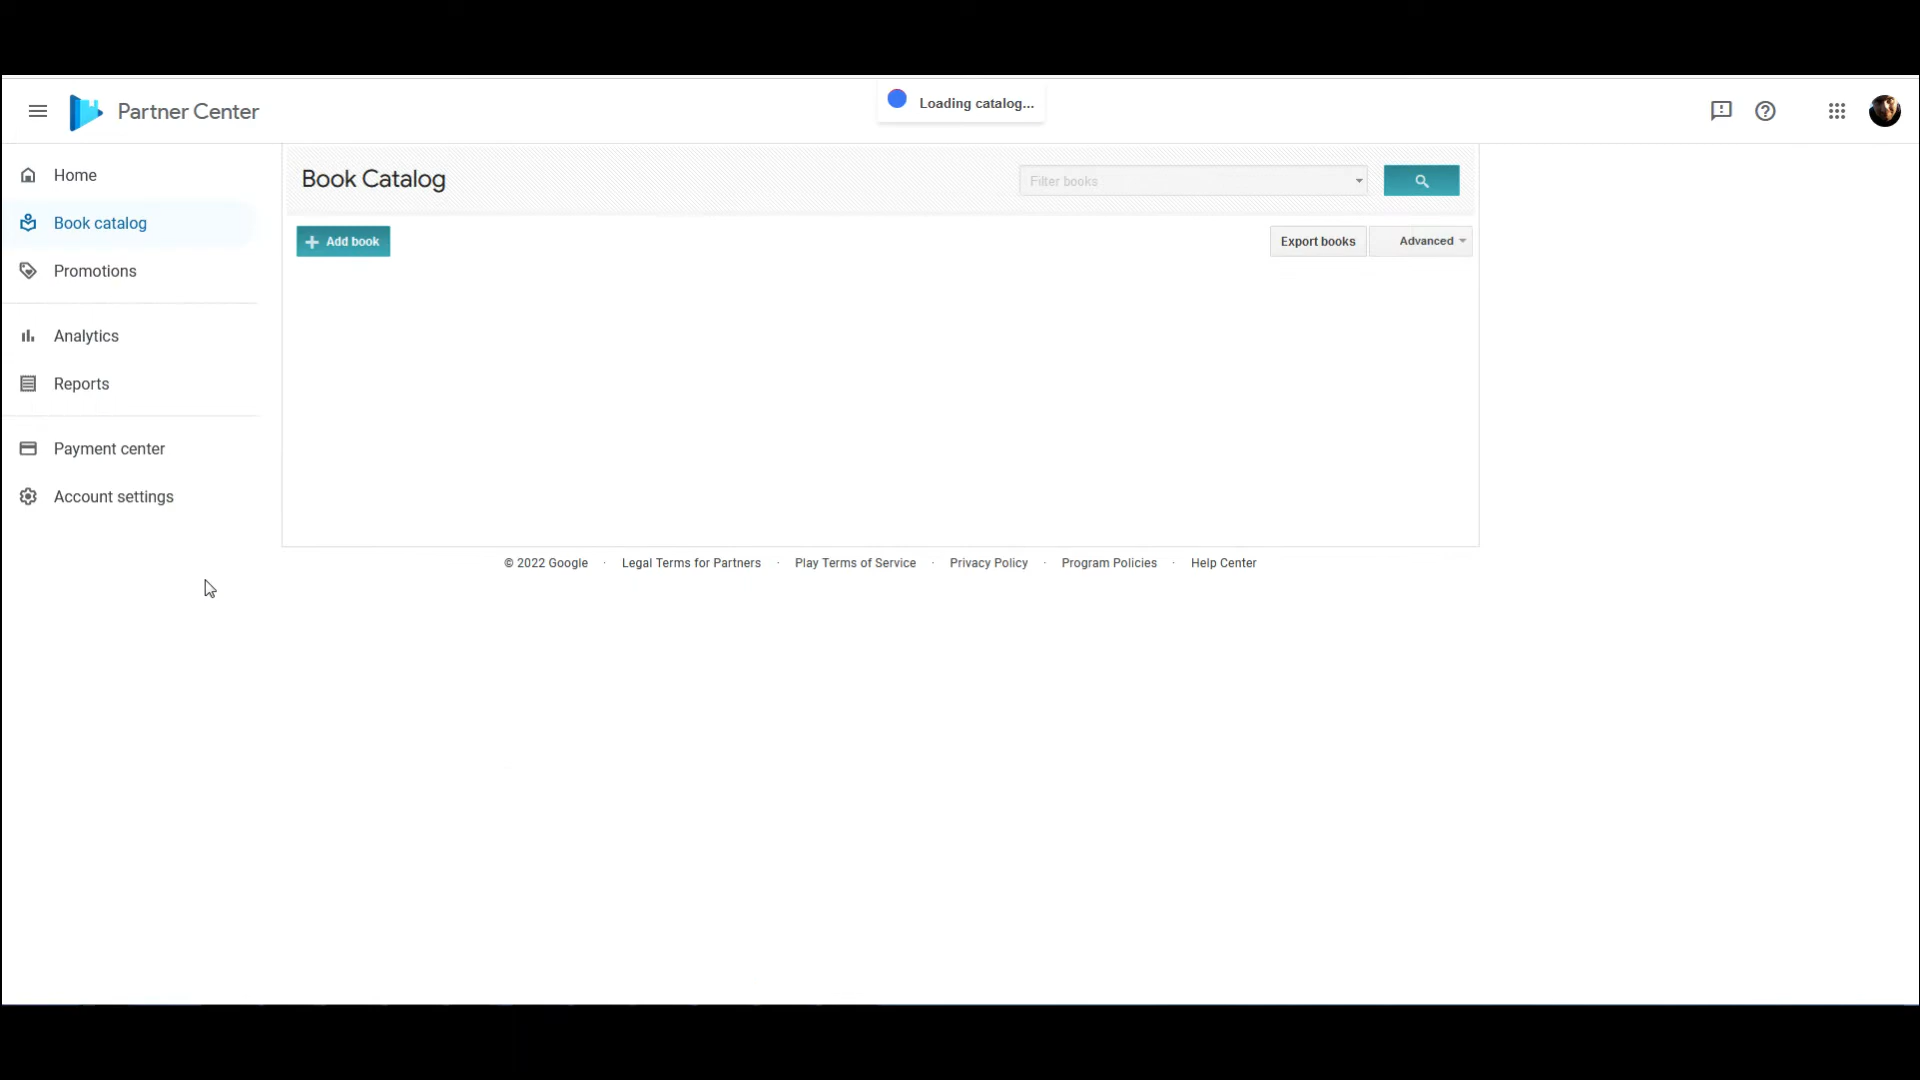 Partner Center
Loading catalog...
Home
Book catalog
Promotions
Analytics
Reports
Payment center
Account settings
Book Catalog
Filter books
Add book
Export books
Advanced
© 2022 Google · Legal Terms for Partners · Play Terms of Service · Privacy Policy · Program Policies · Help Center